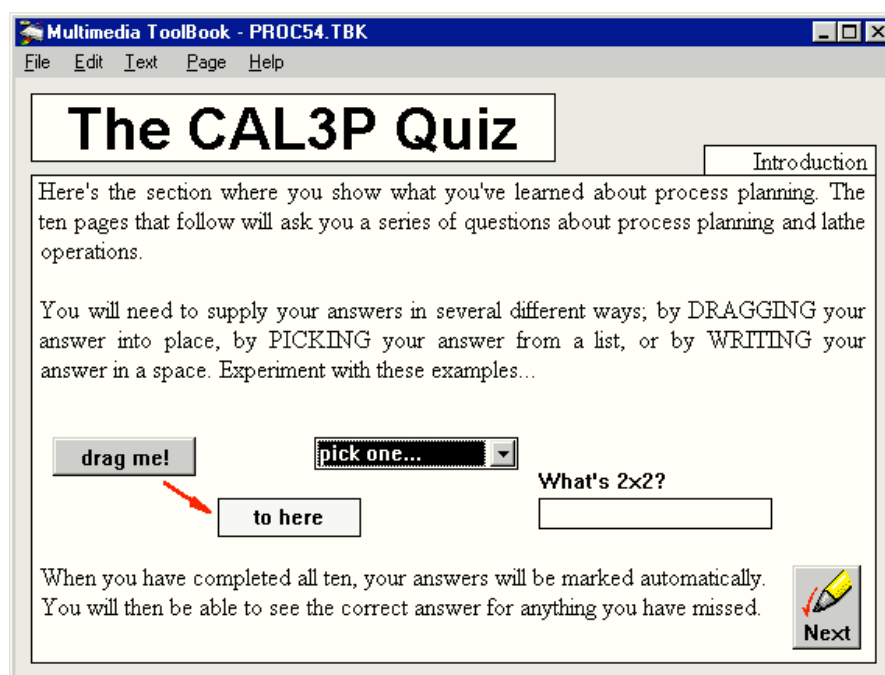 Multimedia ToolBook - PROC54.TBK
File Edit Text Page Help
The CAL3P Quiz
Introduction
Here's the section where you show what you've learned about process planning. The
ten pages that follow will ask you a series of questions about process planning and lathe
operations.
You will need to supply your answers in several different ways; by DRAGGING your
answer into place, by PICKING your answer from a list, or by WRITING your
answer in a space. Experiment with these examples...
drag me!
pick one...
What's 2x2?
to here
When you have completed all ten, your answers will be marked automatically.
You will then be able to see the correct answer for anything you have missed.
Next